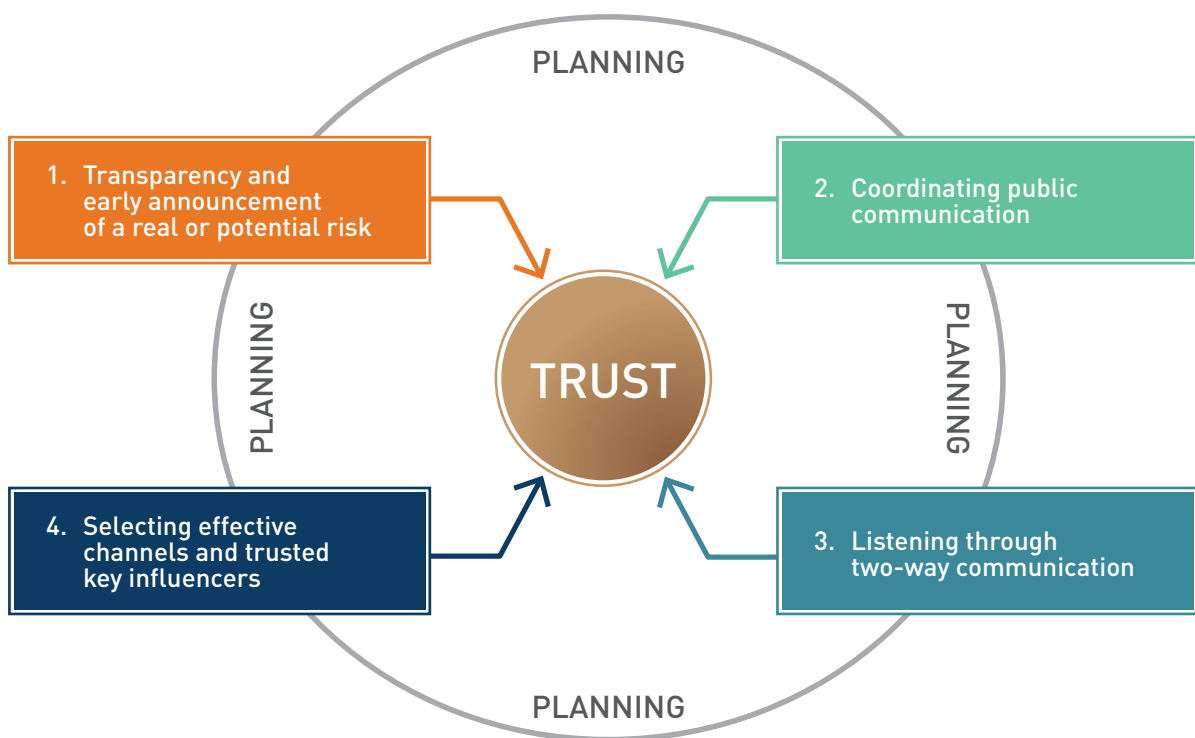 PLANNING
1. Transparency and
early announcement
of a real or potential risk
2. Coordinating public
communication
PLANNING
TRUST
PLANNING
4. Selecting effective
channels and trusted
key influencers
3. Listening through
two-way communication
PLANNING